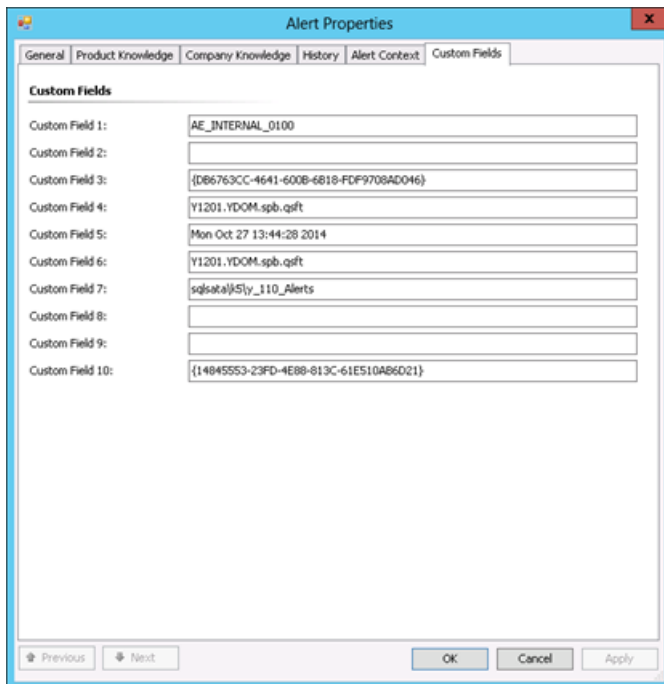 Alert Properties
x
General Product Knowledge Company Knowledge History Alert Context Custom Fields
Custom Fields
Custom Field 1: AE_INTERNAL_0100
Custom Field 2:
Custom Field 3: {DB6763CC-4641-600B-6818-FDF9708AD046}
Custom Field 4: Y1201.YDOM.spb.qsft
Custom Field 5: Mon Oct 27 13:44:28 2014
Custom Field 6: Y1201.YDOM.spb.qsft
Custom Field 7: sqlsata\k5\y_110_Alerts
Custom Field 8:
Custom Field 9:
Custom Field 10: {14845553-23FD-4E88-813C-61E510AB6D21}
Previous Next OK Cancel Apply